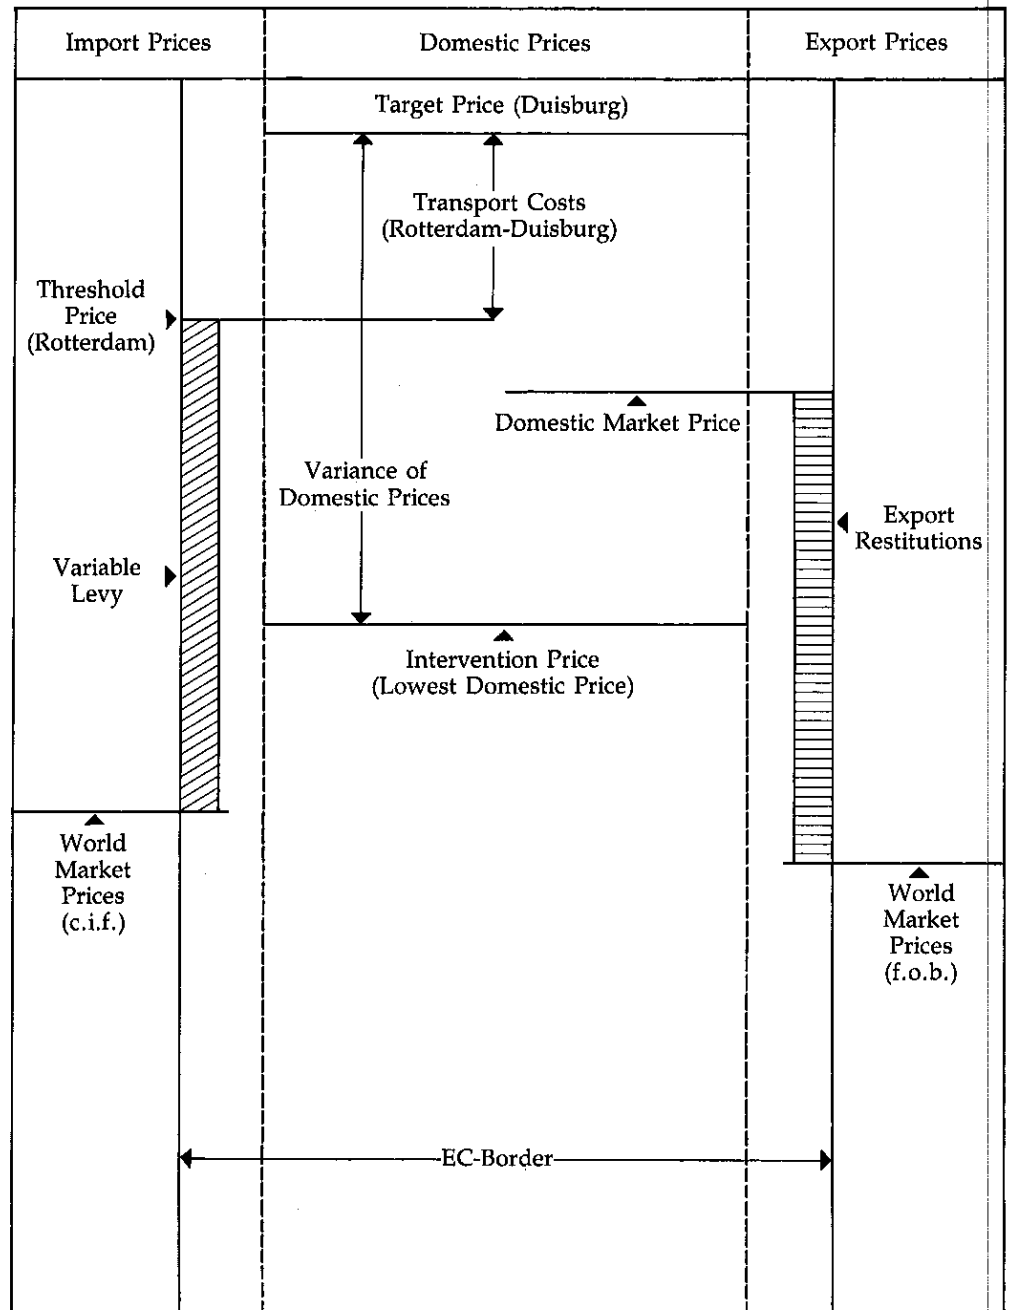 Import Prices
Domestic Prices
Export Prices
Target Price (Duisburg)
Transport Costs
(Rotterdam-Duisburg)
Threshold
Price
(Rotterdam)
Domestic Market Price
Variance of
Domestic Prices
Export
Restitutions
Variable
Levy
Intervention Price
(Lowest Domestic Price)
World
Market
Prices
(c.i.f.)
World
Market
Prices
(f.o.b.)
EC-Border